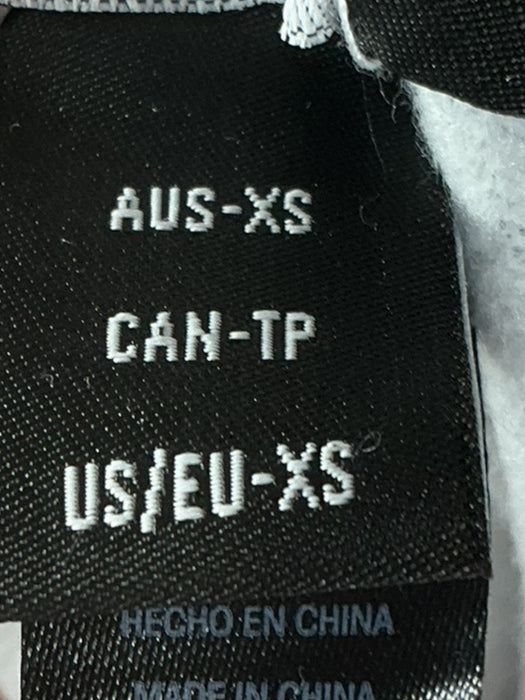 AUS-XS
CAN-TP
US/EU-XS
HECHO EN CHINA
MADE IN CHINA